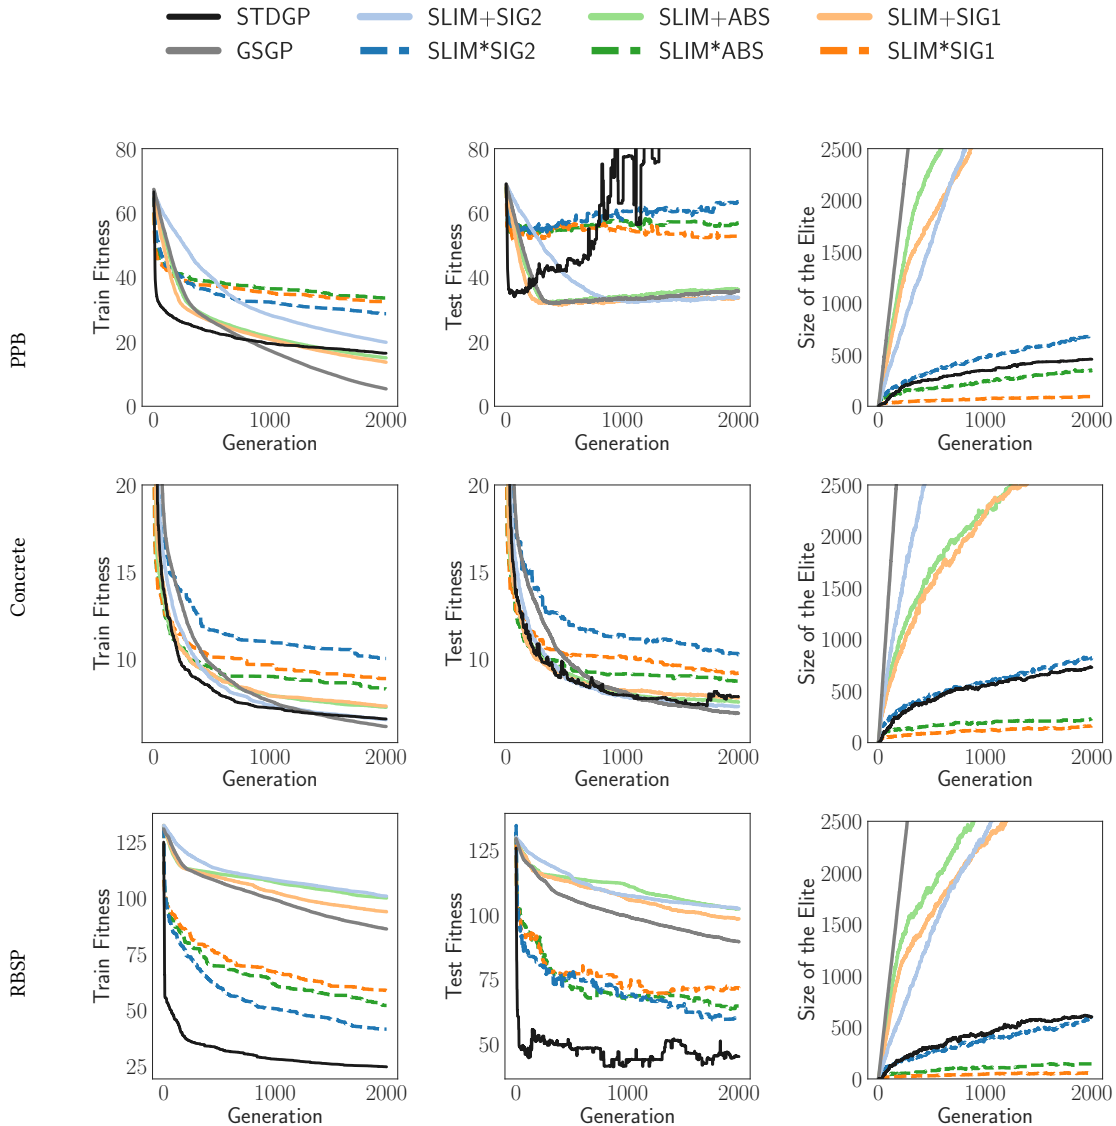 STDGP SLIM+SIG2 SLIM+ABS SLIM+SIG1
GSGP SLIM*SIG2 SLIM*ABS SLIM*SIG1
PPB
Train Fitness
80
60
40
20
0
0 1000 2000
Generation
Test Fitness
80
60
40
20
0
0 1000 2000
Generation
Size of the Elite
2500
2000
1500
1000
500
0
0 1000 2000
Generation
Concrete
Train Fitness
20
15
10
0 1000 2000
Generation
Test Fitness
20
15
10
0 1000 2000
Generation
Size of the Elite
2500
2000
1500
1000
500
0
0 1000 2000
Generation
RBSP
Train Fitness
125
100
75
50
25
0 1000 2000
Generation
Test Fitness
125
100
75
50
0 1000 2000
Generation
Size of the Elite
2500
2000
1500
1000
500
0
0 1000 2000
Generation